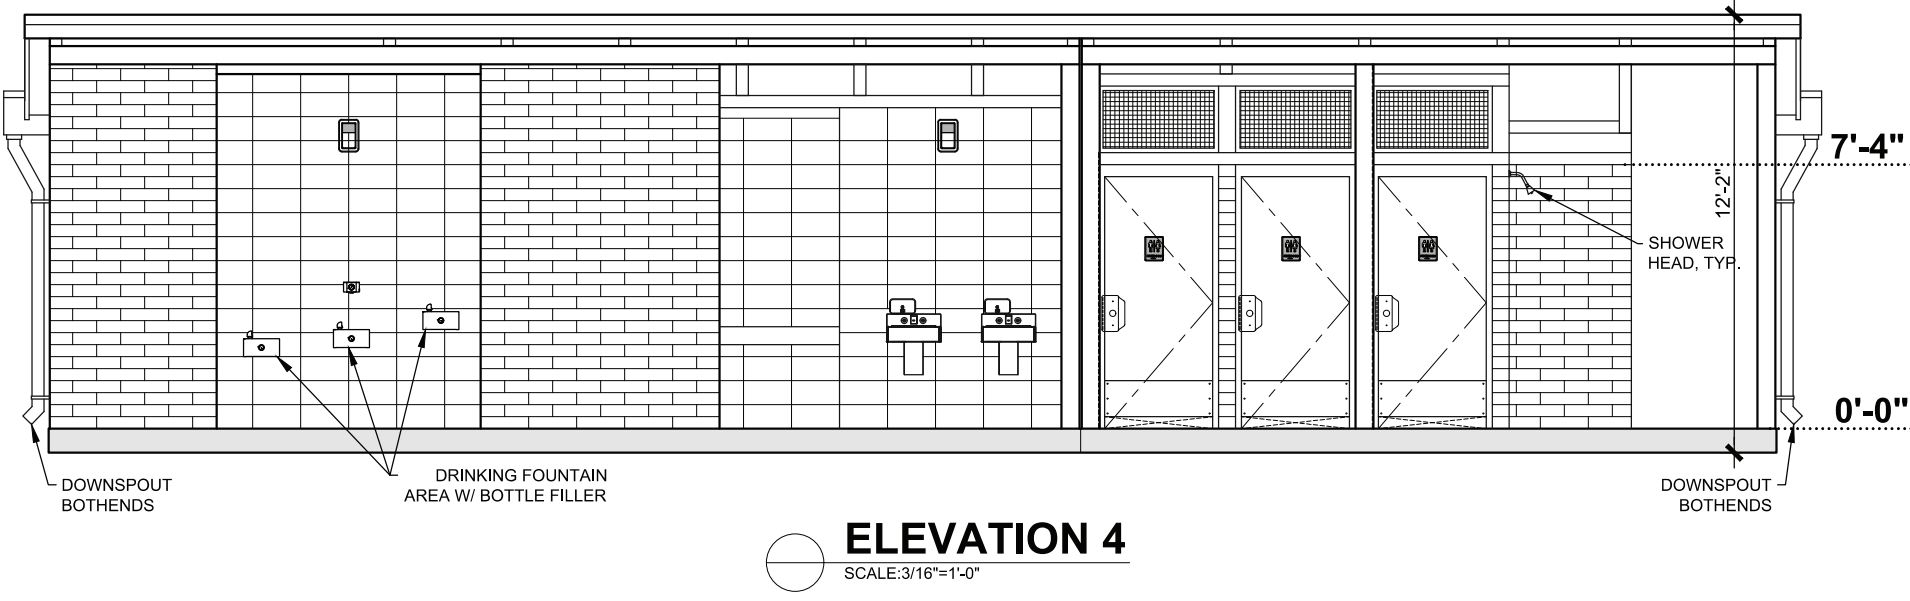 7'-4"
12'-2"
SHOWER
HEAD, TYP.
0'-0"
DOWNSPOUT
BOTHENDS
DRINKING FOUNTAIN
AREA W/ BOTTLE FILLER
DOWNSPOUT
BOTHENDS
ELEVATION 4
SCALE:3/16"=1'-0"